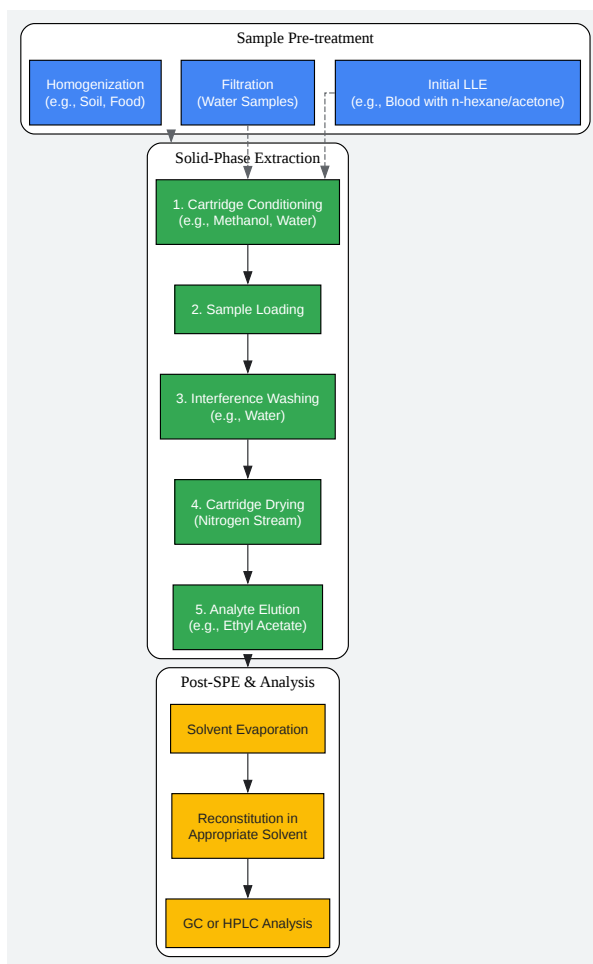 Sample Pre-treatment
Homogenization
(e.g., Soil, Food)
Filtration
(Water Samples)
Initial LLE
(e.g., Blood with n-hexane/acetone)
Solid-Phase Extraction
1. Cartridge Conditioning
(e.g., Methanol, Water)
2. Sample Loading
3. Interference Washing
(e.g., Water)
4. Cartridge Drying
(Nitrogen Stream)
5. Analyte Elution
(e.g., Ethyl Acetate)
Post-SPE & Analysis
Solvent Evaporation
Reconstitution in
Appropriate Solvent
GC or HPLC Analysis